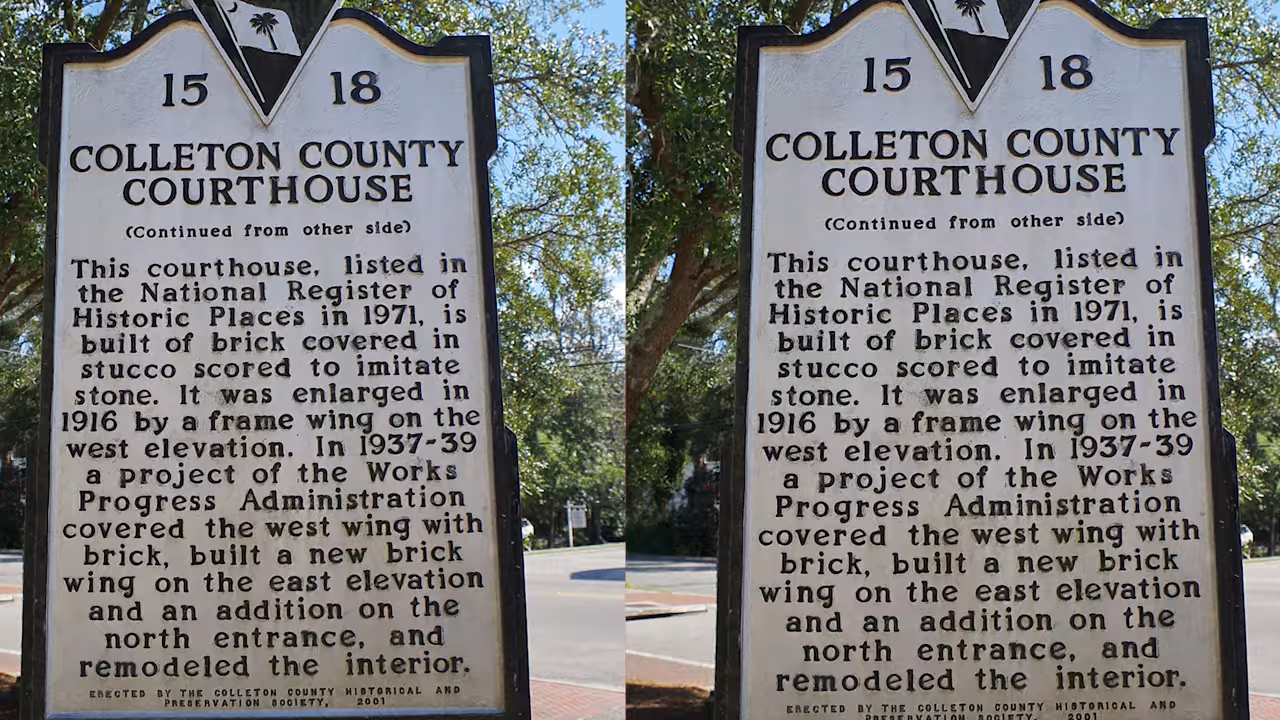 15 18
COLLETON COUNTY
COURTHOUSE
(Continued from other side)
This courthouse, listed in
the National Register of
Historic Places in 1971, is
built of brick covered in
stucco scored to imitate
stone. It was enlarged in
1916 by a frame wing on the
west elevation. In 1937-39
a project of the Works
Progress Administration
covered the west wing with
brick, built a new brick
wing on the east elevation
and an addition on the
north entrance, and
remodeled the interior.
ERECTED BY THE COLLETON COUNTY HISTORICAL AND
PRESERVATION SOCIETY, 2001
15 18
COLLETON COUNTY
COURTHOUSE
(Continued from other side)
This courthouse, listed in
the National Register of
Historic Places in 1971, is
built of brick covered in
stucco scored to imitate
stone. It was enlarged in
1916 by a frame wing on the
west elevation. In 1937-39
a project of the Works
Progress Administration
covered the west wing with
brick, built a new brick
wing on the east elevation
and an addition on the
north entrance, and
remodeled the interior.
ERECTED BY THE COLLETON COUNTY HISTORICAL AND
PRESERVATION SOCIETY, 2001